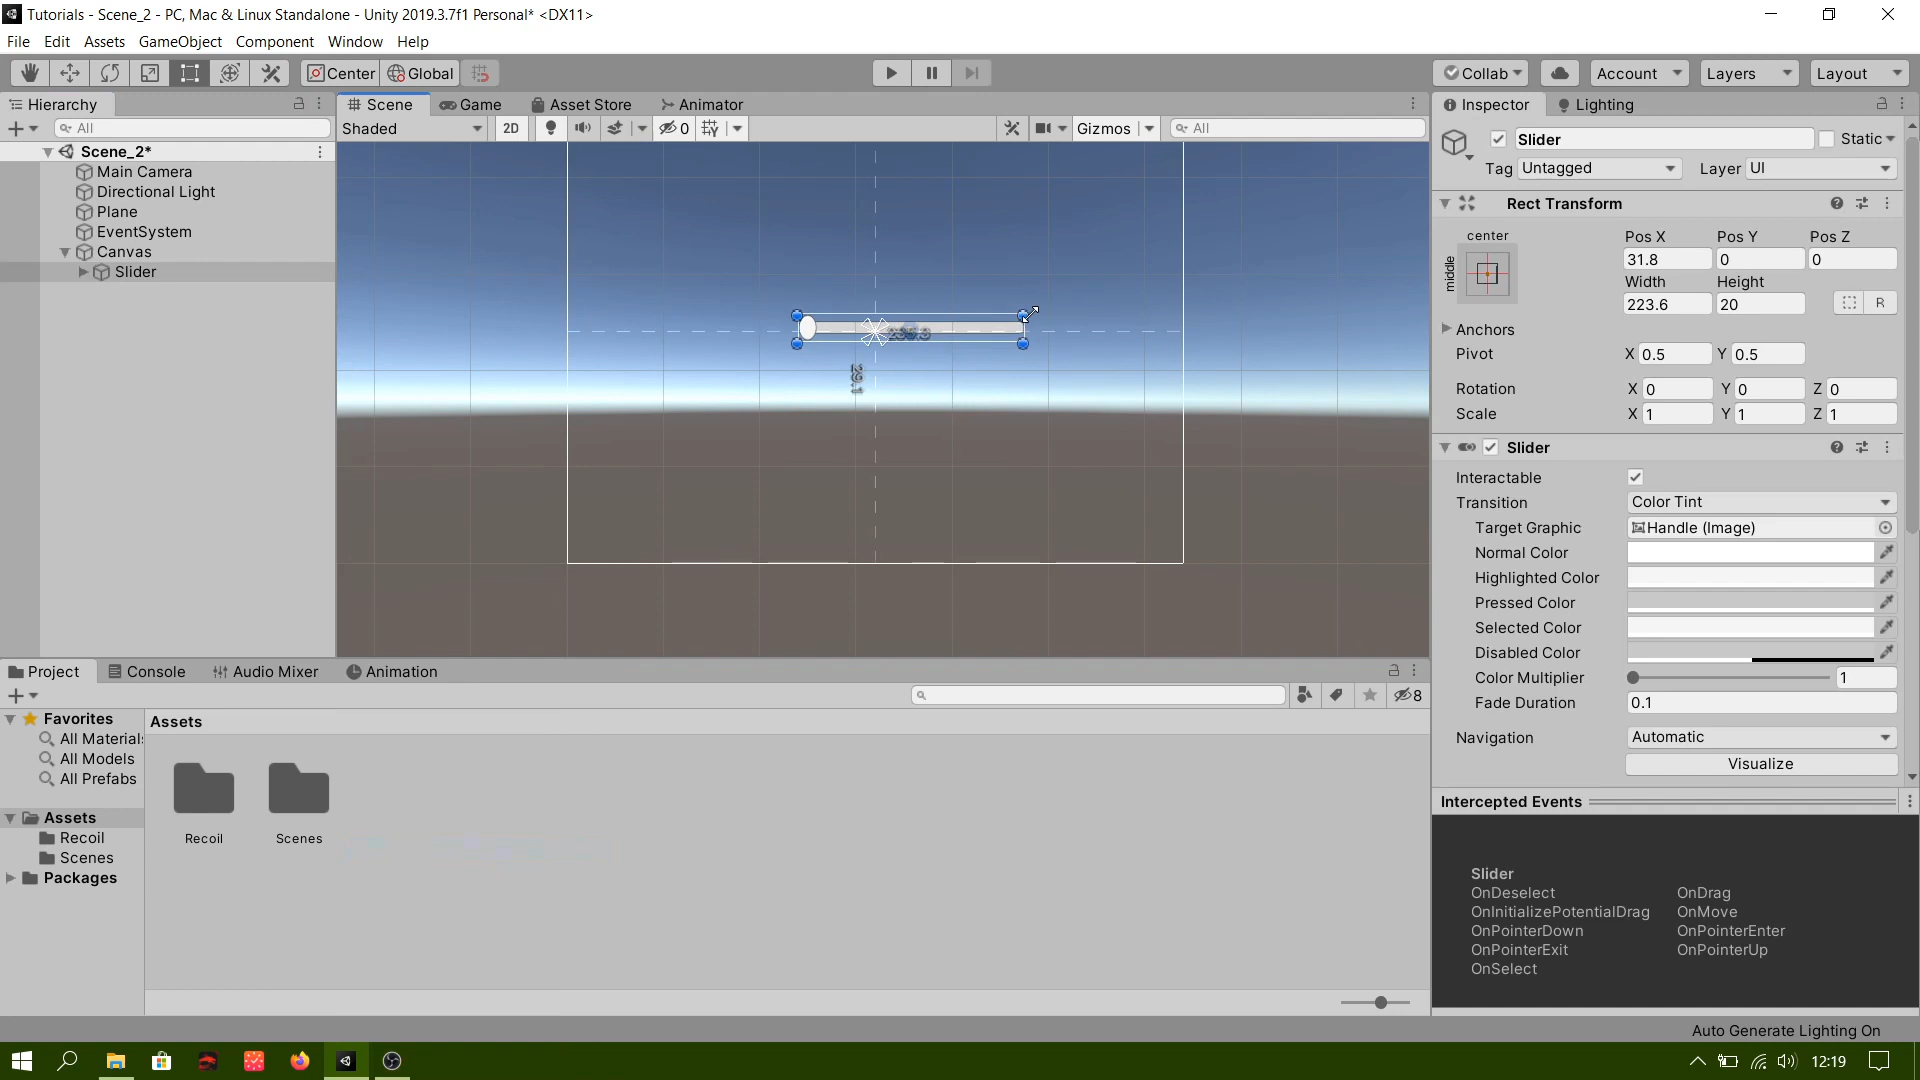 Tutorials - Scene_2 - PC, Mac & Linux Standalone - Unity 2019.3.7f1 Personal* <DX11>
File Edit Assets GameObject Component Window Help
Center Global Collab Account Layers Layout
Hierarchy
All
Scene_2*
Main Camera
Directional Light
Plane
EventSystem
Canvas
Slider
Scene Game Asset Store Animator
Shaded 2D 0 Gizmos All
29.1
Inspector Lighting
Slider Static
Tag Untagged Layer UI
Rect Transform
center
middle
Pos X Pos Y Pos Z
31.8 0 0
Width Height
223.6 20 R
Anchors
Pivot X 0.5 Y 0.5
Rotation X 0 Y 0 Z 0
Scale X 1 Y 1 Z 1
Slider
Interactable
Transition Color Tint
Target Graphic Handle (Image)
Normal Color
Highlighted Color
Pressed Color
Selected Color
Disabled Color
Color Multiplier 1
Fade Duration 0.1
Navigation Automatic
Visualize
Intercepted Events
Slider
OnDeselect OnDrag
OnInitializePotentialDrag OnMove
OnPointerDown OnPointerEnter
OnPointerExit OnPointerUp
OnSelect
Project Console Audio Mixer Animation
8
Favorites
All Material
All Models
All Prefabs
Assets
Recoil
Scenes
Packages
Assets
Recoil Scenes
Auto Generate Lighting On
12:19